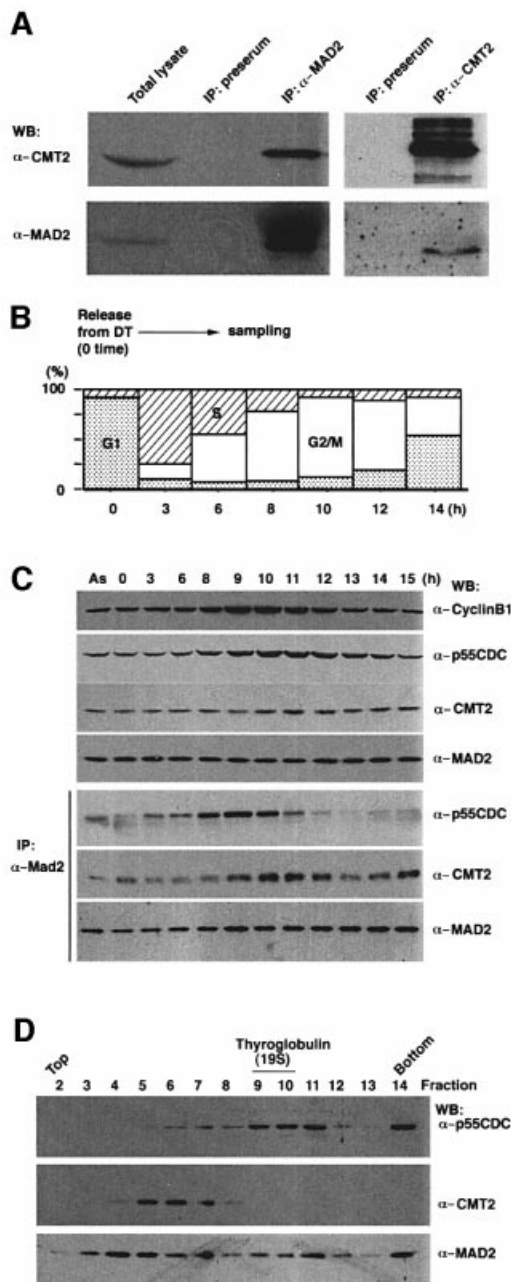 A
Total lysate
IP: preserum
IP: α-MAD2
IP: preserum
IP: α-CMT2
WB:
α-CMT2
α-MAD2
B
Release
from DT
(0 time)
sampling
(%)
100
0
G1
S
G2/M
0 3 6 8 10 12 14 (h)
C
As 0 3 6 8 9 10 11 12 13 14 15 (h)
WB:
α-CyclinB1
α-p55CDC
α-CMT2
α-MAD2
IP:
α-Mad2
α-p55CDC
α-CMT2
α-MAD2
D
Top
Thyroglobulin
(19S)
Bottom
2 3 4 5 6 7 8 9 10 11 12 13 14 Fraction
WB:
α-p55CDC
α-CMT2
α-MAD2